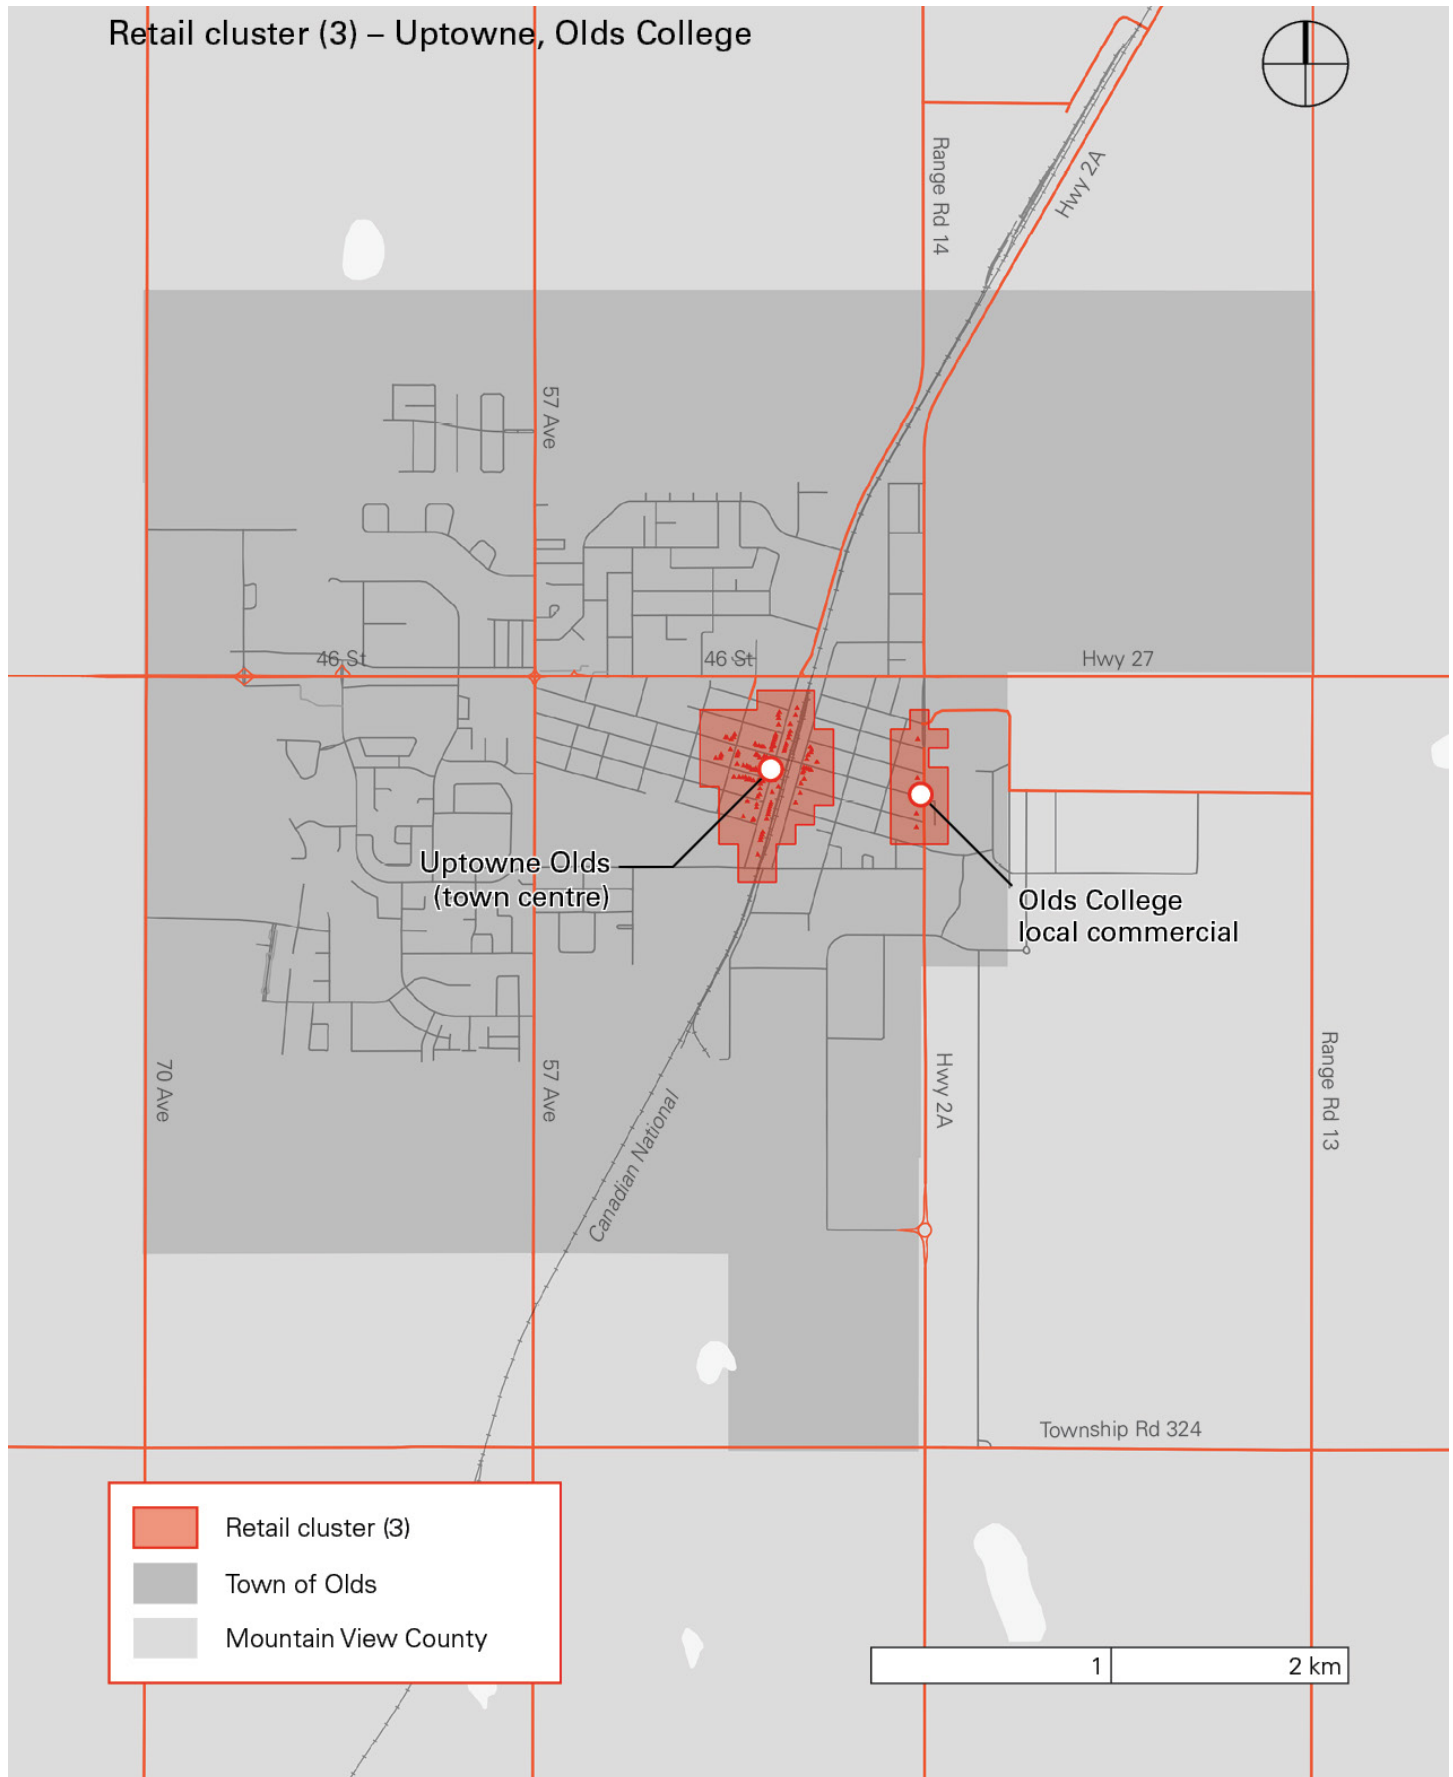 Retail cluster (3) – Uptowne, Olds College
Range Rd 14
Hwy 2A
57 Ave
46 St
46 St
Hwy 27
Uptowne Olds
(town centre)
Olds College
local commercial
70 Ave
57 Ave
Canadian National
Hwy 2A
Range Rd 13
Township Rd 324
Retail cluster (3)
Town of Olds
Mountain View County
1
2 km